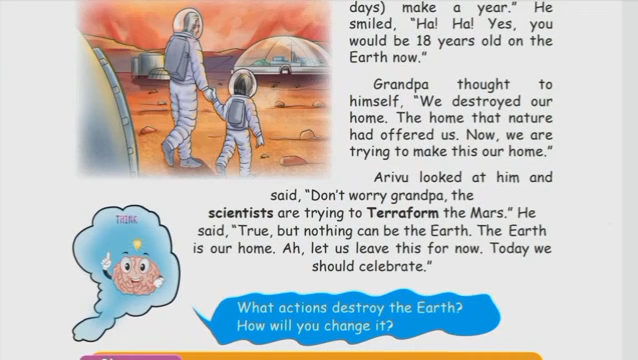 days) make a year.” He
smiled, “Ha! Ha! Yes, you
would be 18 years old on the
Earth now.”
Grandpa thought to
himself, “We destroyed our
home. The home that nature
had offered us. Now, we are
trying to make this our home.”
Arivu looked at him and
said, “Don’t worry grandpa, the
scientists are trying to Terraform the Mars.” He
said, “True, but nothing can be the Earth. The Earth
is our home. Ah, let us leave this for now. Today we
should celebrate.”
THINK
What actions destroy the Earth?
How will you change it?